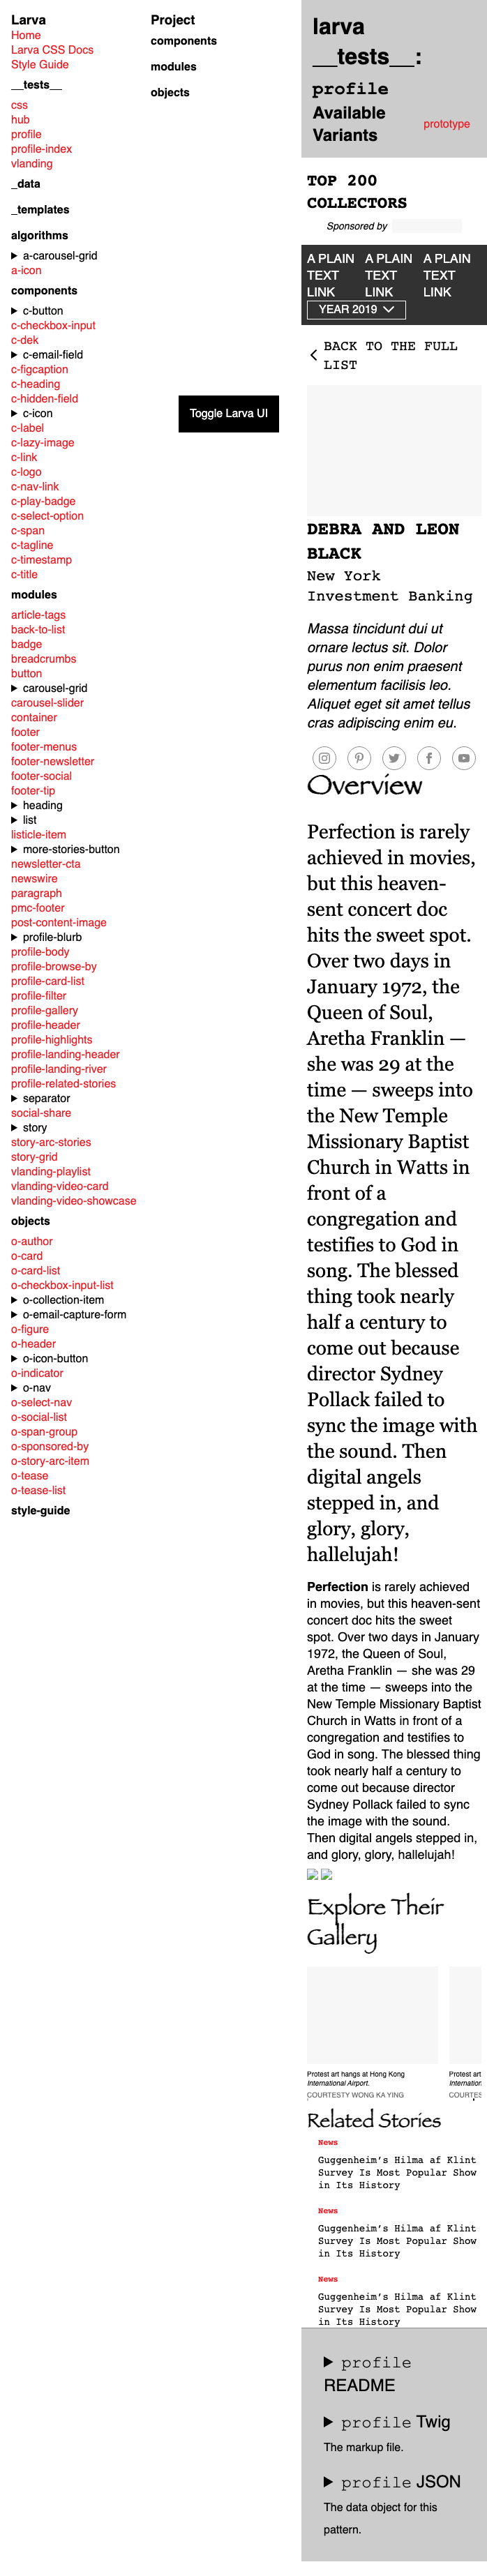 Larva
Home
Larva CSS Docs
Style Guide
__tests__
css
hub
profile
profile-index
vlanding
_data
_templates
algorithms
a-carousel-grid
a-icon
components
c-button
c-checkbox-input
c-dek
c-email-field
c-figcaption
c-heading
c-hidden-field
c-icon
c-label
c-lazy-image
c-link
c-logo
c-nav-link
c-play-badge
c-select-option
c-span
c-tagline
c-timestamp
c-title
modules
article-tags
back-to-list
badge
breadcrumbs
button
carousel-grid
carousel-slider
container
footer
footer-menus
footer-newsletter
footer-social
footer-tip
heading
list
listicle-item
more-stories-button
newsletter-cta
newswire
paragraph
pmc-footer
post-content-image
profile-blurb
profile-body
profile-browse-by
profile-card-list
profile-filter
profile-gallery
profile-header
profile-highlights
profile-landing-header
profile-landing-river
profile-related-stories
separator
social-share
story
story-arc-stories
story-grid
vlanding-playlist
vlanding-video-card
vlanding-video-showcase
objects
o-author
o-card
o-card-list
o-checkbox-input-list
o-collection-item
o-email-capture-form
o-figure
o-header
o-icon-button
o-indicator
o-nav
o-select-nav
o-social-list
o-span-group
o-sponsored-by
o-story-arc-item
o-tease
o-tease-list
style-guide
Project
components
modules
objects
Toggle Larva UI
larva
__tests__:
profile
Available
Variants
prototype
TOP 200
COLLECTORS
Sponsored by
A PLAIN TEXT LINK
A PLAIN TEXT LINK
A PLAIN TEXT LINK
YEAR 2019
BACK TO THE FULL
LIST
DEBRA AND LEON
BLACK
New York
Investment Banking
Massa tincidunt dui ut
ornare lectus sit. Dolor
purus non enim praesent
elementum facilisis leo.
Aliquet eget sit amet tellus
cras adipiscing enim eu.
Overview
Perfection is rarely
achieved in movies,
but this heaven-
sent concert doc
hits the sweet spot.
Over two days in
January 1972, the
Queen of Soul,
Aretha Franklin —
she was 29 at the
time — sweeps into
the New Temple
Missionary Baptist
Church in Watts in
front of a
congregation and
testifies to God in
song. The blessed
thing took nearly
half a century to
come out because
director Sydney
Pollack failed to
sync the image with
the sound. Then
digital angels
stepped in, and
glory, glory,
hallelujah!
Perfection is rarely achieved
in movies, but this heaven-sent
concert doc hits the sweet
spot. Over two days in January
1972, the Queen of Soul,
Aretha Franklin — she was 29
at the time — sweeps into the
New Temple Missionary Baptist
Church in Watts in front of a
congregation and testifies to
God in song. The blessed thing
took nearly half a century to
come out because director
Sydney Pollack failed to sync
the image with the sound.
Then digital angels stepped in,
and glory, glory, hallelujah!
Explore Their
Gallery
Protest art hangs at Hong Kong
International Airport.
COURTESTY WONG KA YING
Protest art
Internation
COURTES
Related Stories
News
Guggenheim's Hilma af Klint
Survey Is Most Popular Show
in Its History
News
Guggenheim's Hilma af Klint
Survey Is Most Popular Show
in Its History
News
Guggenheim's Hilma af Klint
Survey Is Most Popular Show
in Its History
profile
README
profile Twig
The markup file.
profile JSON
The data object for this
pattern.